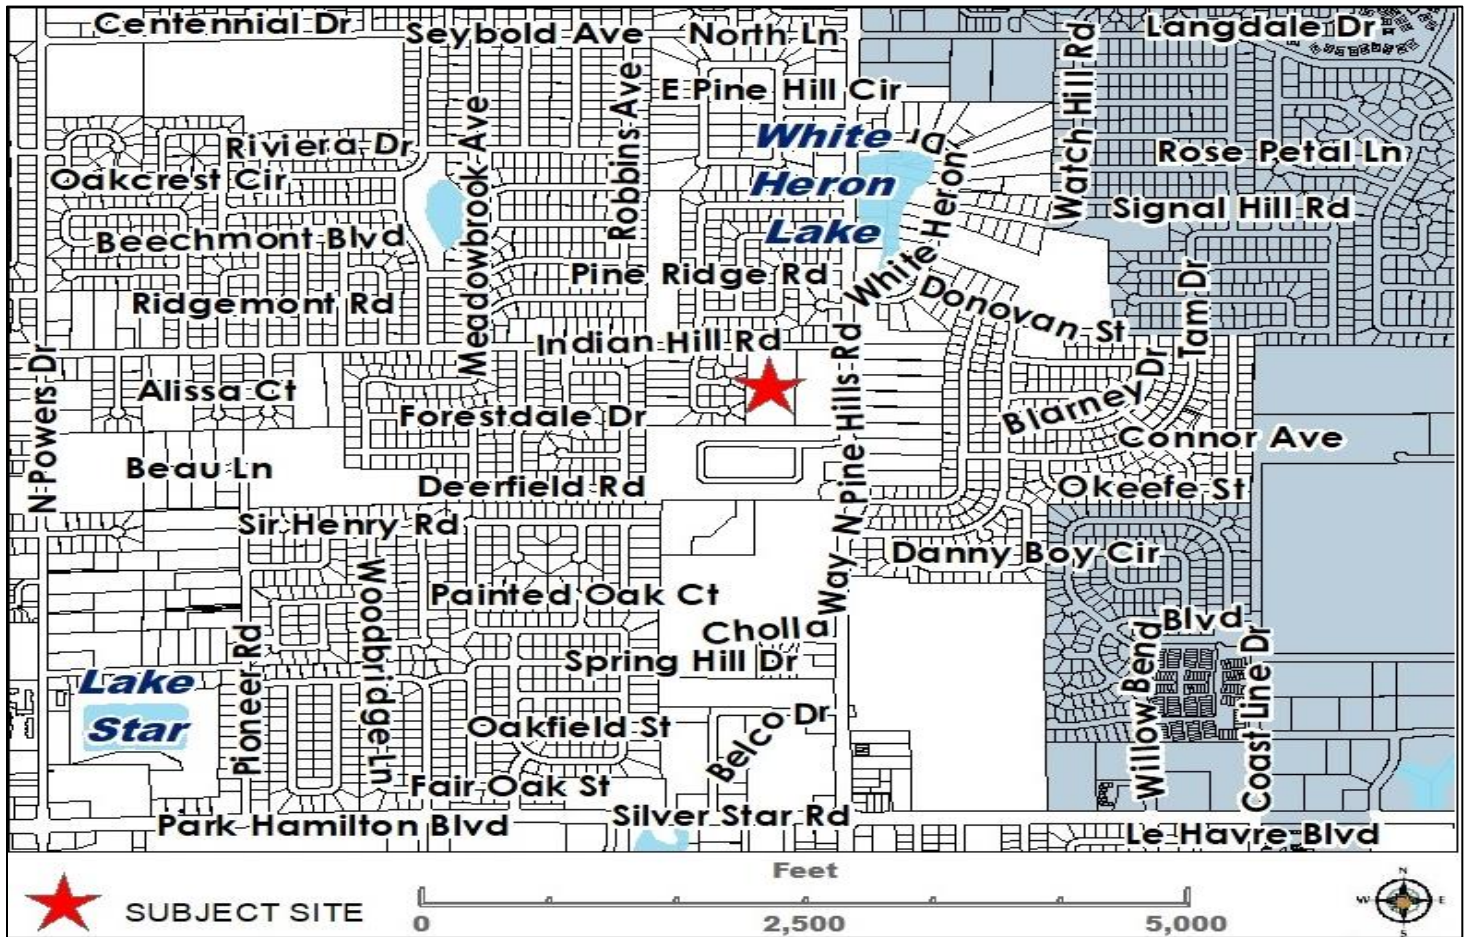 Centennial Dr
Seybold Ave
North Ln
Langdale Dr
Watch Hill Rd
E Pine Hill Cir
Robbins Ave
Meadowbrook Ave
White
Heron
Lake
White Heron Dr
Riviera Dr
Rose Petal Ln
Oakcrest Cir
Signal Hill Rd
Beechmont Blvd
Pine Ridge Rd
Ridgemont Rd
Donovan St
Tam Dr
Indian Hill Rd
N Powers Dr
Alissa Ct
Forestdale Dr
N Pine Hills Rd
Blarney Dr
Connor Ave
Beau Ln
Deerfield Rd
Okeefe St
Sir Henry Rd
Danny Boy Cir
Woodbridge Ln
Painted Oak Ct
Cholla Way
Willow Bend Blvd
Pioneer Rd
Spring Hill Dr
Coast Line Dr
Lake
Star
Oakfield St
Belco Dr
Fair Oak St
Silver Star Rd
Park Hamilton Blvd
Le Havre Blvd
SUBJECT SITE
Feet
0 2,500 5,000
N
W E
S